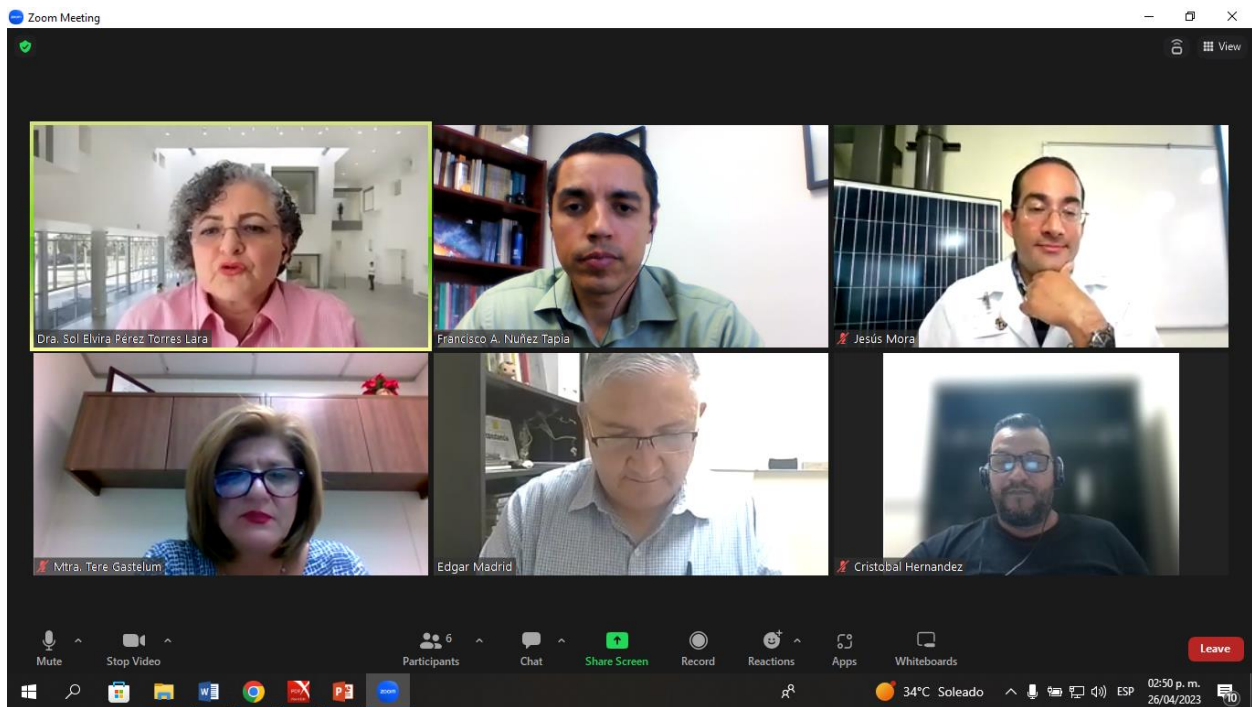 Zoom Meeting
View
Dra. Sol Elvira Pérez Torres Lara
Francisco A. Nuñez Tapia
Jesús Mora
Mtra. Tere Gastelum
Edgar Madrid
Cristobal Hernandez
Mute
Stop Video
6
Participants
Chat
Share Screen
Record
Reactions
Apps
Whiteboards
Leave
zoom
34°C Soleado
ESP
02:50 p. m.
26/04/2023
10